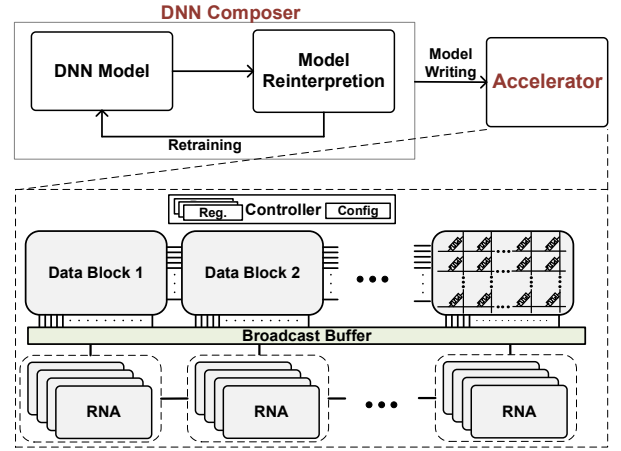 DNN Composer
DNN Model
Model
Reinterpretion
Retraining
Model
Writing
Accelerator
Reg.
Controller
Config
Data Block 1
Data Block 2
Broadcast Buffer
RNA
RNA
RNA